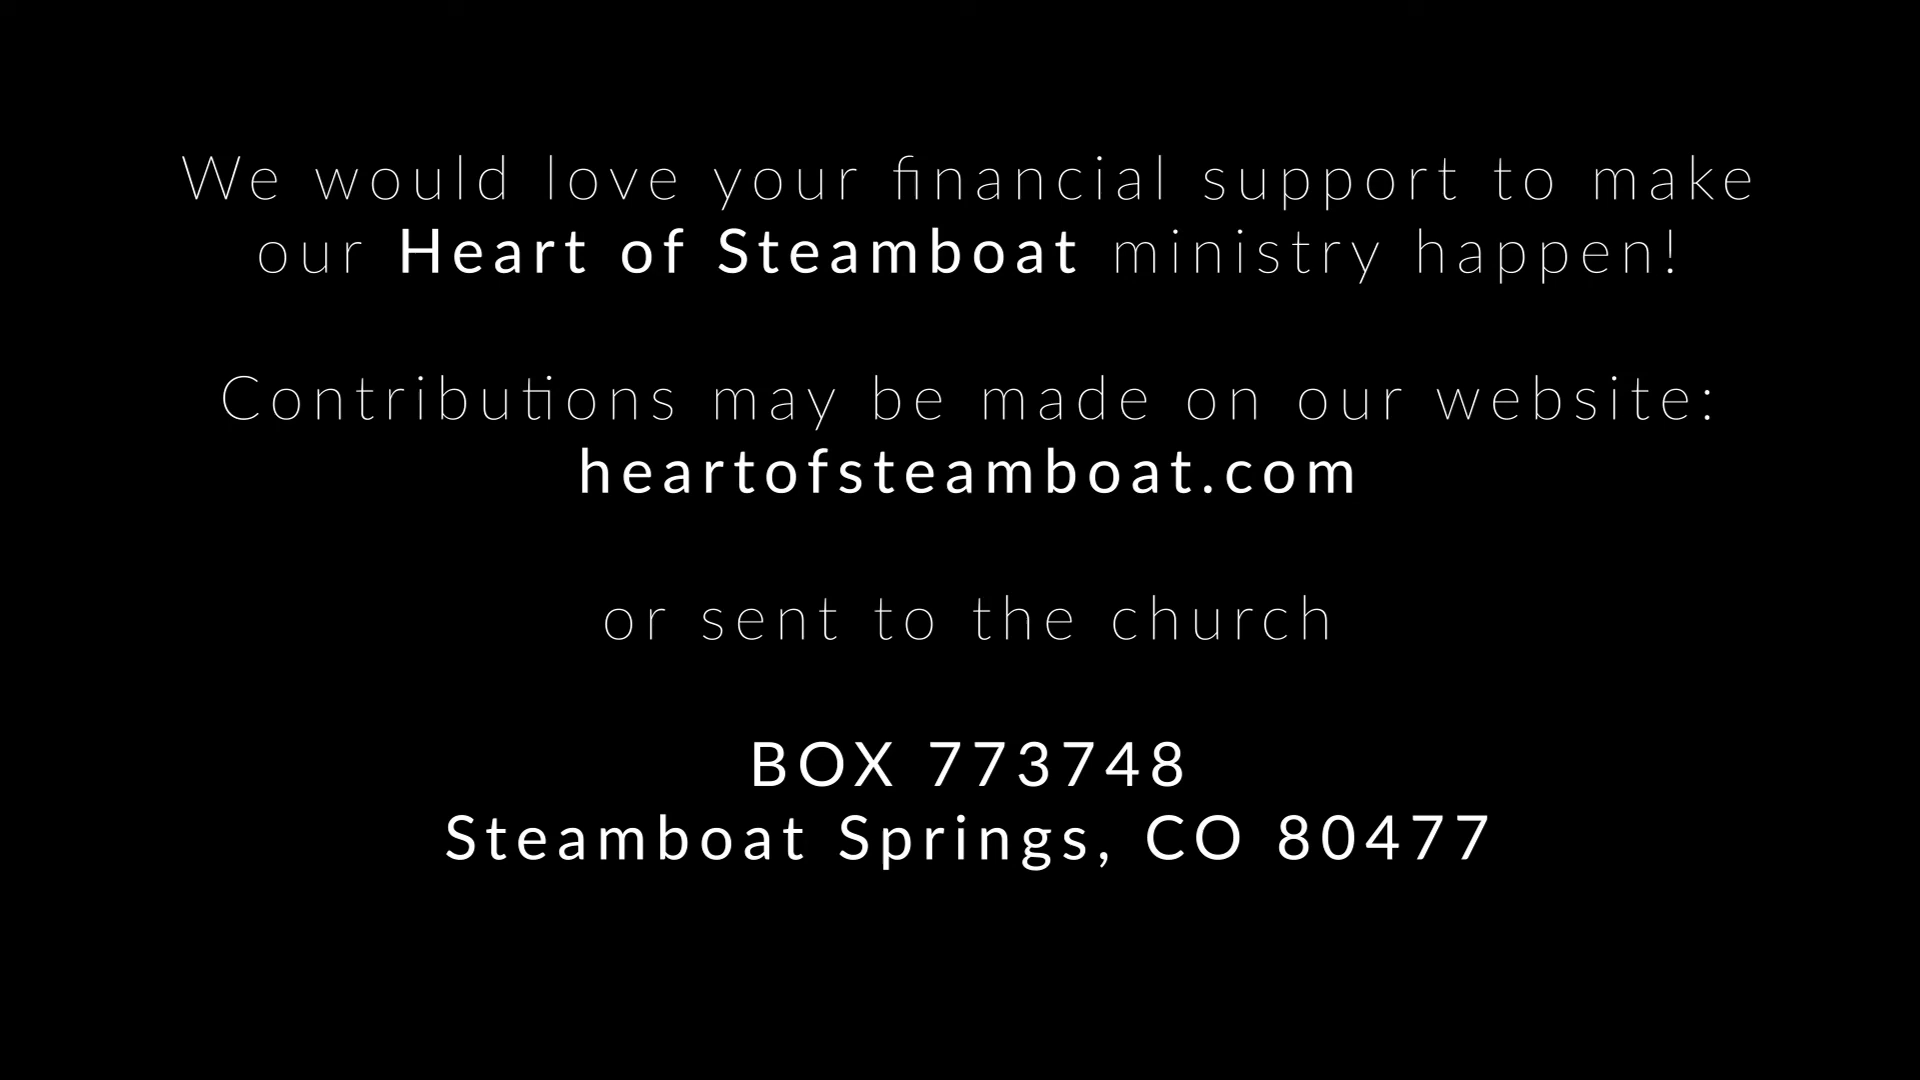 We would love your financial support to make
our Heart of Steamboat ministry happen!
Contributions may be made on our website:
heartofsteamboat.com
or sent to the church
BOX 773748
Steamboat Springs, CO 80477